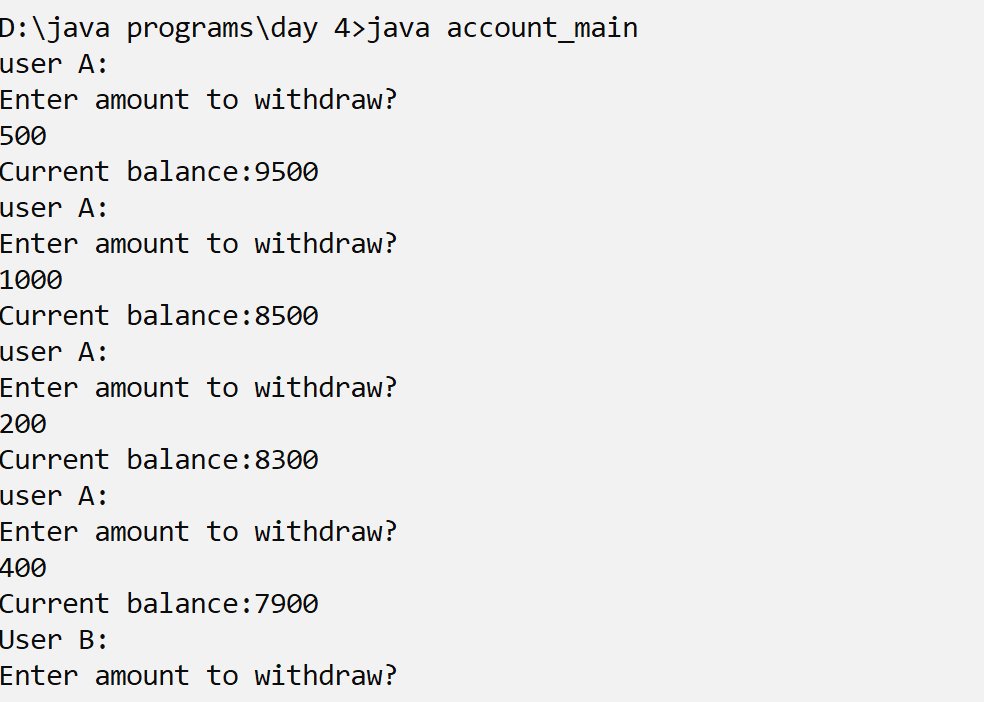 D:\java programs\day 4>java account_main
user A:
Enter amount to withdraw?
500
Current balance:9500
user A:
Enter amount to withdraw?
1000
Current balance:8500
user A:
Enter amount to withdraw?
200
Current balance:8300
user A:
Enter amount to withdraw?
400
Current balance:7900
User B:
Enter amount to withdraw?